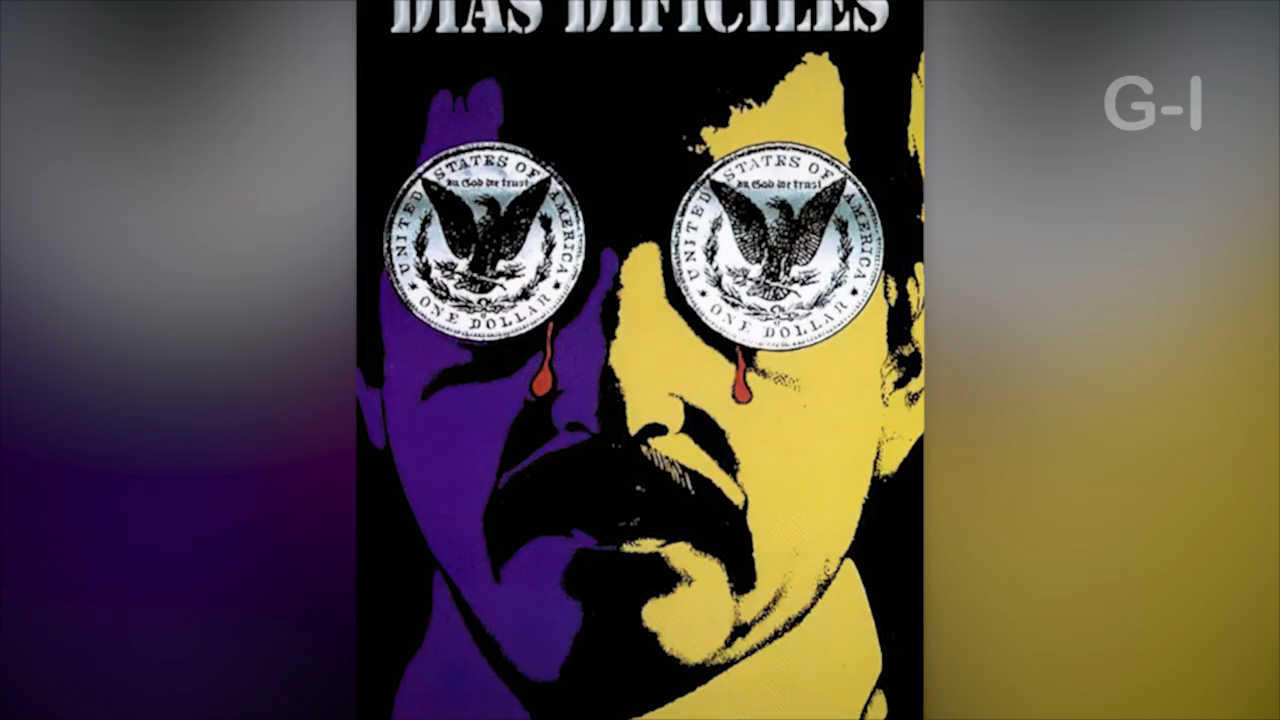 DIAS DIFICILES
G-I
UNITED STATES OF AMERICA
In God we trust
ONE DOLLAR
UNITED STATES OF AMERICA
In God we trust
ONE DOLLAR